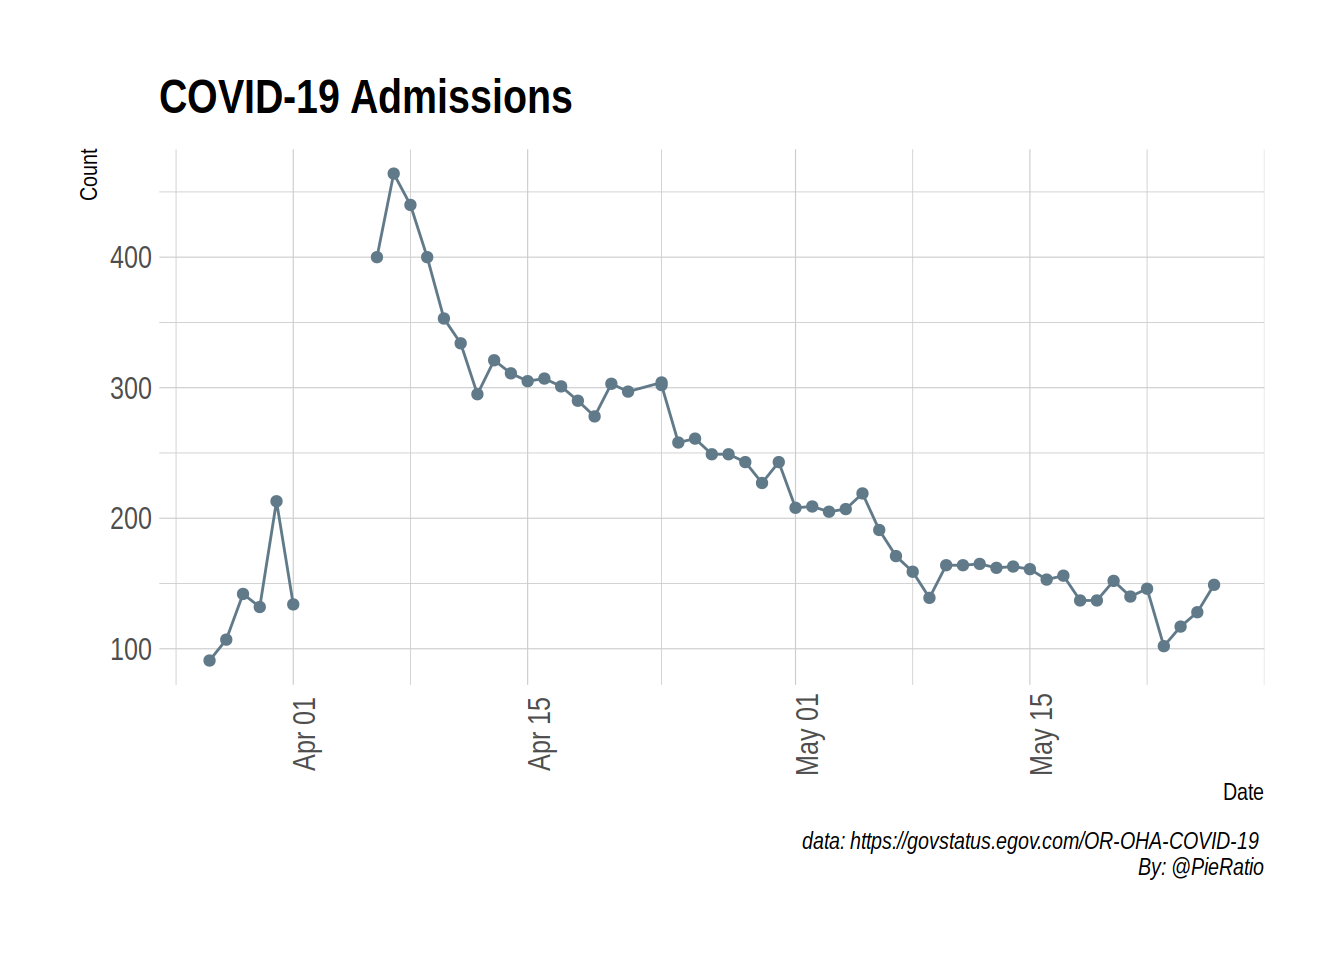 COVID-19 Admissions
Count
400
300
200
100
Apr 01
Apr 15
May 01
May 15
Date
data: https://govstatus.egov.com/OR-OHA-COVID-19
By: @PieRatio